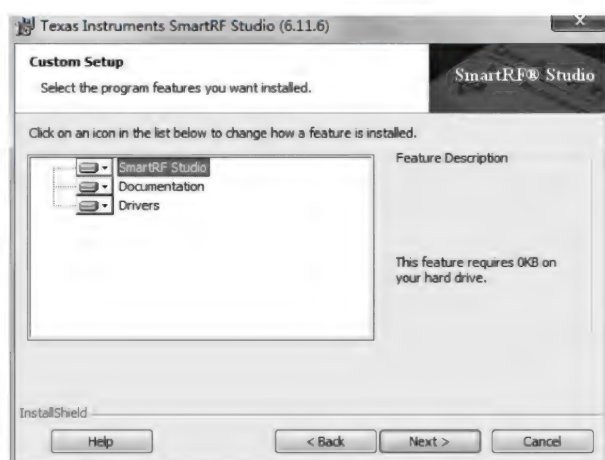 Texas Instruments SmartRF Studio (6.11.6)
Custom Setup
Select the program features you want installed.
SmartRF® Studio
Click on an icon in the list below to change how a feature is installed.
SmartRF Studio
Documentation
Drivers
Feature Description
This feature requires 0KB on
your hard drive.
InstallShield
Help
< Back
Next >
Cancel